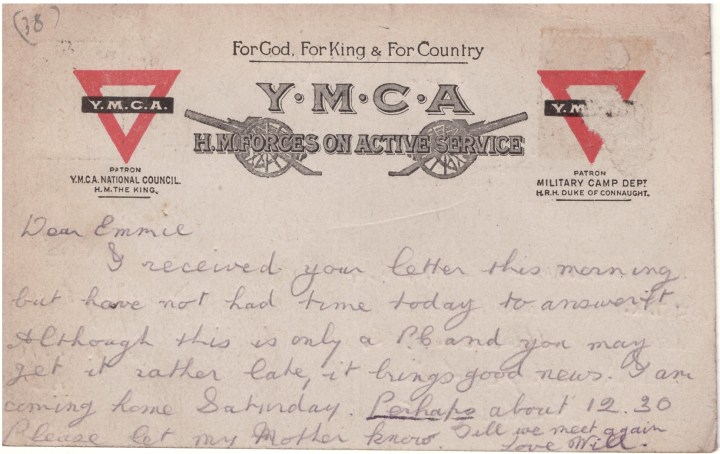 (38)
For God, For King & For Country
Y·M·C·A
H.M. FORCES ON ACTIVE SERVICE
Y.M.C.A.
PATRON
Y.M.C.A. NATIONAL COUNCIL.
H.M. THE KING.
Y.M
PATRON
MILITARY CAMP DEPT
H.R.H. DUKE OF CONNAUGHT.
Dear Emmie
I received your letter this morning
but have not had time today to answer it.
Although this is only a P.C and you may
get it rather late, it brings good news. I am
coming home Saturday. Perhaps about 12.30
Please let my Mother know. Till we meet again
Love Will.